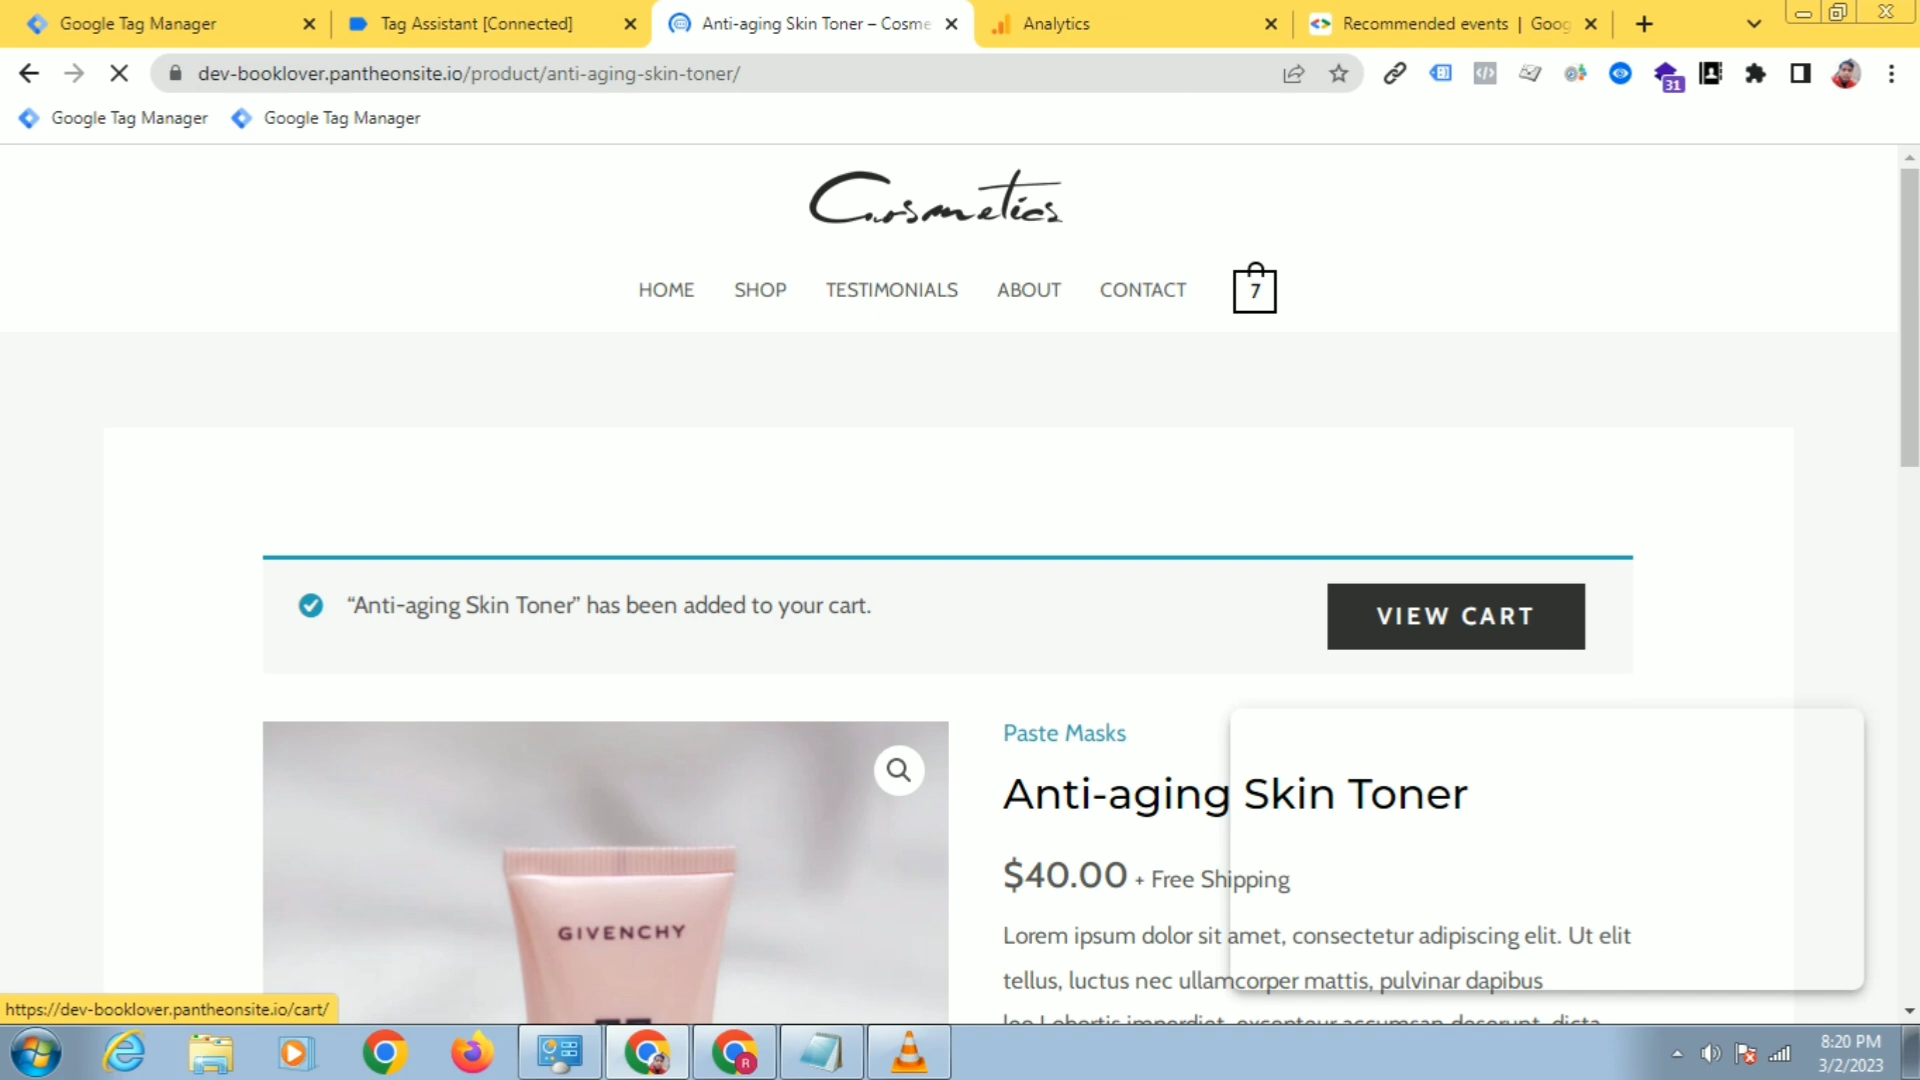 Google Tag Manager
Tag Assistant [Connected]
Anti-aging Skin Toner – Cosme
Analytics
Recommended events | Goog
dev-booklover.pantheonsite.io/product/anti-aging-skin-toner/
31
Google Tag Manager
Google Tag Manager
Cosmetics
HOME
SHOP
TESTIMONIALS
ABOUT
CONTACT
7
“Anti-aging Skin Toner” has been added to your cart.
VIEW CART
Paste Masks
Anti-aging Skin Toner
$40.00 + Free Shipping
Lorem ipsum dolor sit amet, consectetur adipiscing elit. Ut elit
tellus, luctus nec ullamcorper mattis, pulvinar dapibus
GIVENCHY
https://dev-booklover.pantheonsite.io/cart/
R
8:20 PM
3/2/2023